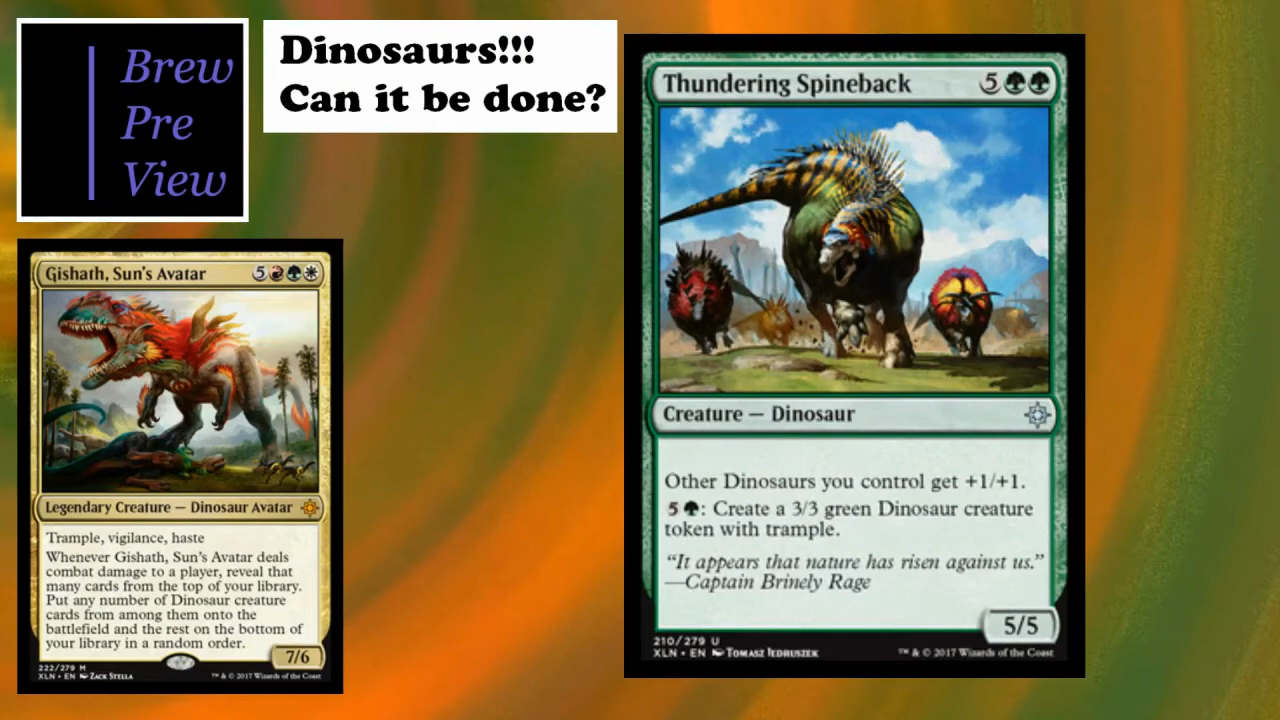 Brew
Pre
View
Dinosaurs!!!
Can it be done?
Gishath, Sun's Avatar 5
Legendary Creature — Dinosaur Avatar
Trample, vigilance, haste
Whenever Gishath, Sun's Avatar deals
combat damage to a player, reveal that
many cards from the top of your library.
Put any number of Dinosaur creature
cards from among them onto the
battlefield and the rest on the bottom of
your library in a random order.
7/6
222/279 M
XLN • EN ZACK STELLA
™ & © 2017 Wizards of the Coast
Thundering Spineback 5
Creature — Dinosaur
Other Dinosaurs you control get +1/+1.
5 : Create a 3/3 green Dinosaur creature
token with trample.
"It appears that nature has risen against us."
—Captain Brinely Rage
5/5
210/279 U
XLN • EN TOMASZ JEDRUSZEK
™ & © 2017 Wizards of the Coast